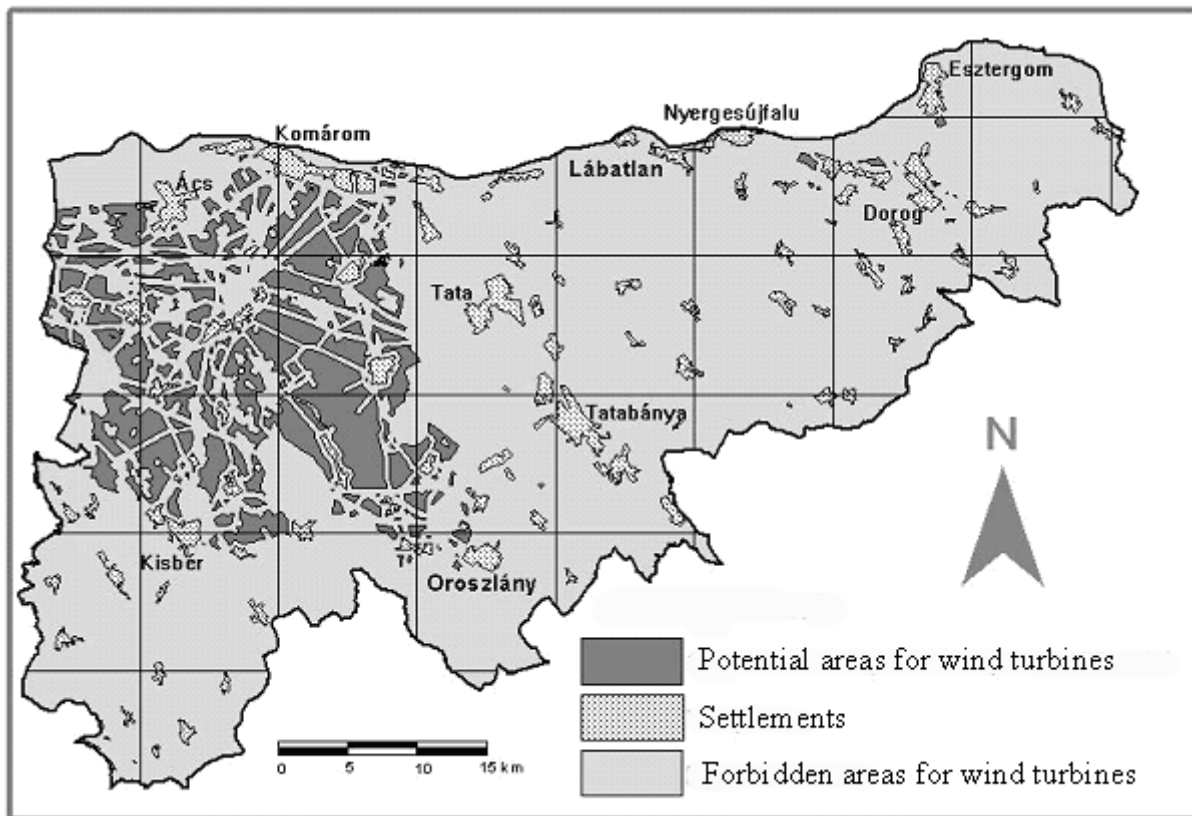 Esztergom
Nyergesújfalu
Komárom
Lábatlan
Ács
Dorog
Tata
Tatabánya
N
Kisbér
Oroszlány
Potential areas for wind turbines
Settlements
0 5 10 15 km
Forbidden areas for wind turbines